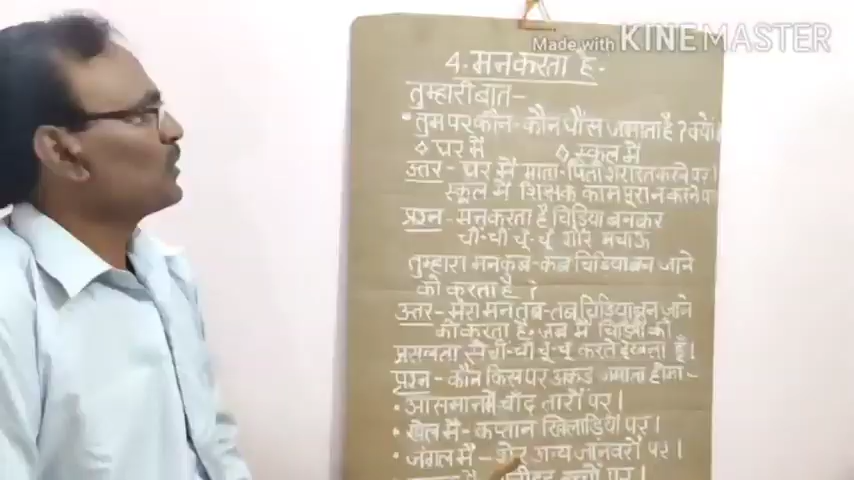 Made with KINEMASTER
4. मन करता है -
तुम्हारी बात -
• तुम पर कौन-कौन धौंस जमाता है? क्यों।
◇ घर में ◇ स्कूल में
उत्तर - घर में माता-पिता शरारत करने पर।
स्कूल में शिक्षक काम पूरा न करने पर
प्रश्न - मन करता है चिड़िया बनकर
चीं-चीं चूँ-चूँ शोर मचाऊँ
तुम्हारा मन कब-कब चिड़िया बन जाने
को करता है ?
उत्तर - मेरा मन तब-तब चिड़िया बन जाने
को करता है, जब मैं चिड़िया को
प्रसन्नता से चीं-चीं चूँ-चूँ करते देखता हूँ।
प्रश्न - कौन किस पर अकड़ जमाता होगा -
• आसमान में चाँद तारों पर।
• खेल में - कप्तान खिलाड़ियों पर।
• जंगल में - शेर अन्य जानवरों पर।
पर।